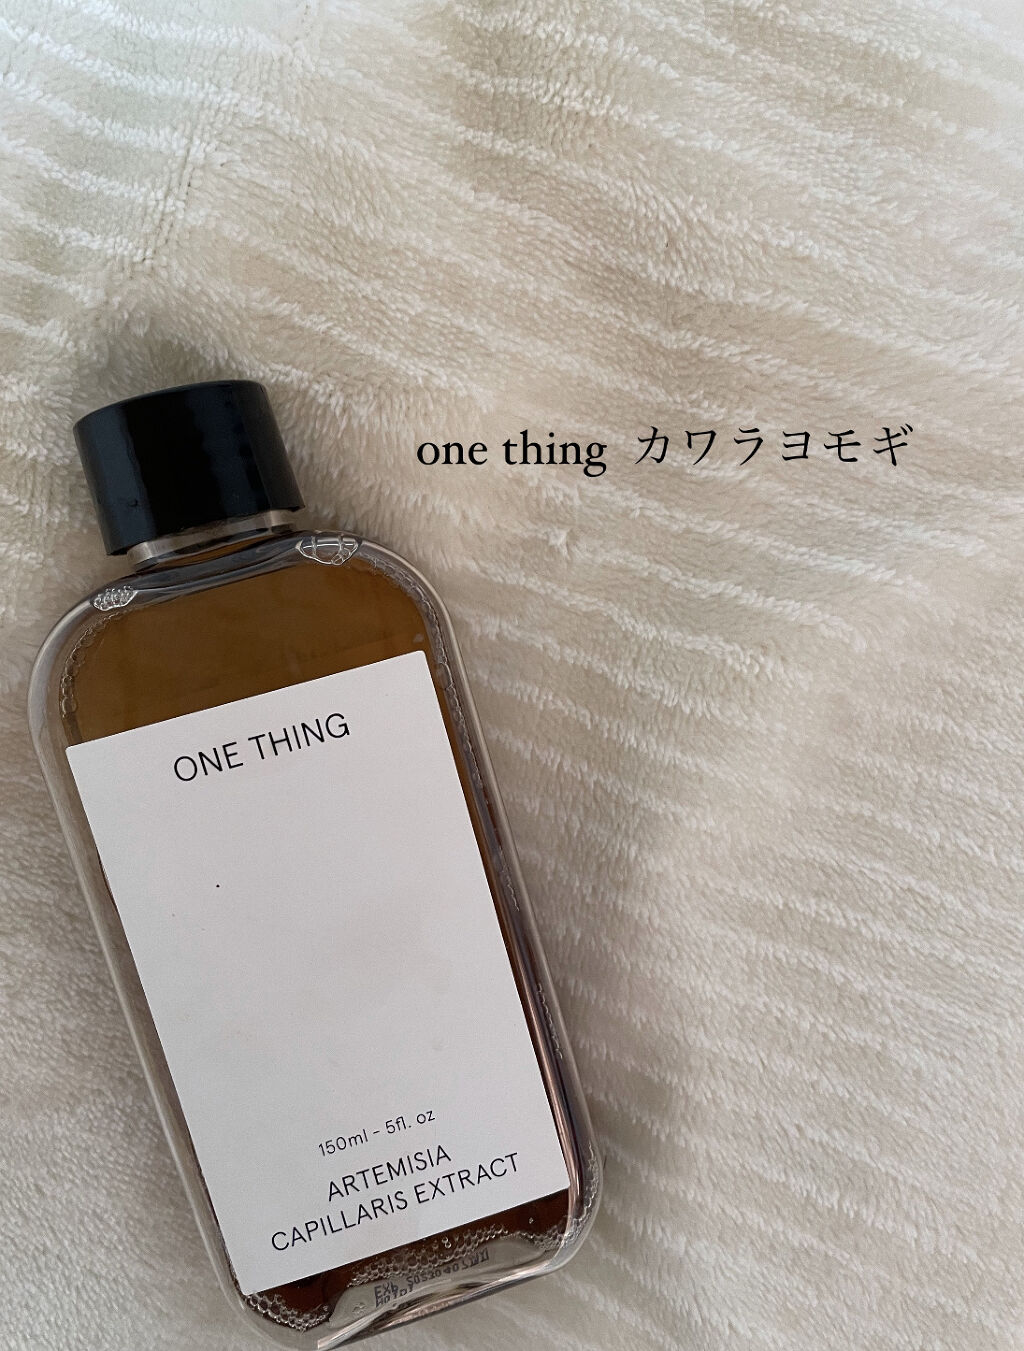 one thing カワラヨモギ
ONE THING
150ml - 5fl. oz
ARTEMISIA
CAPILLARIS EXTRACT